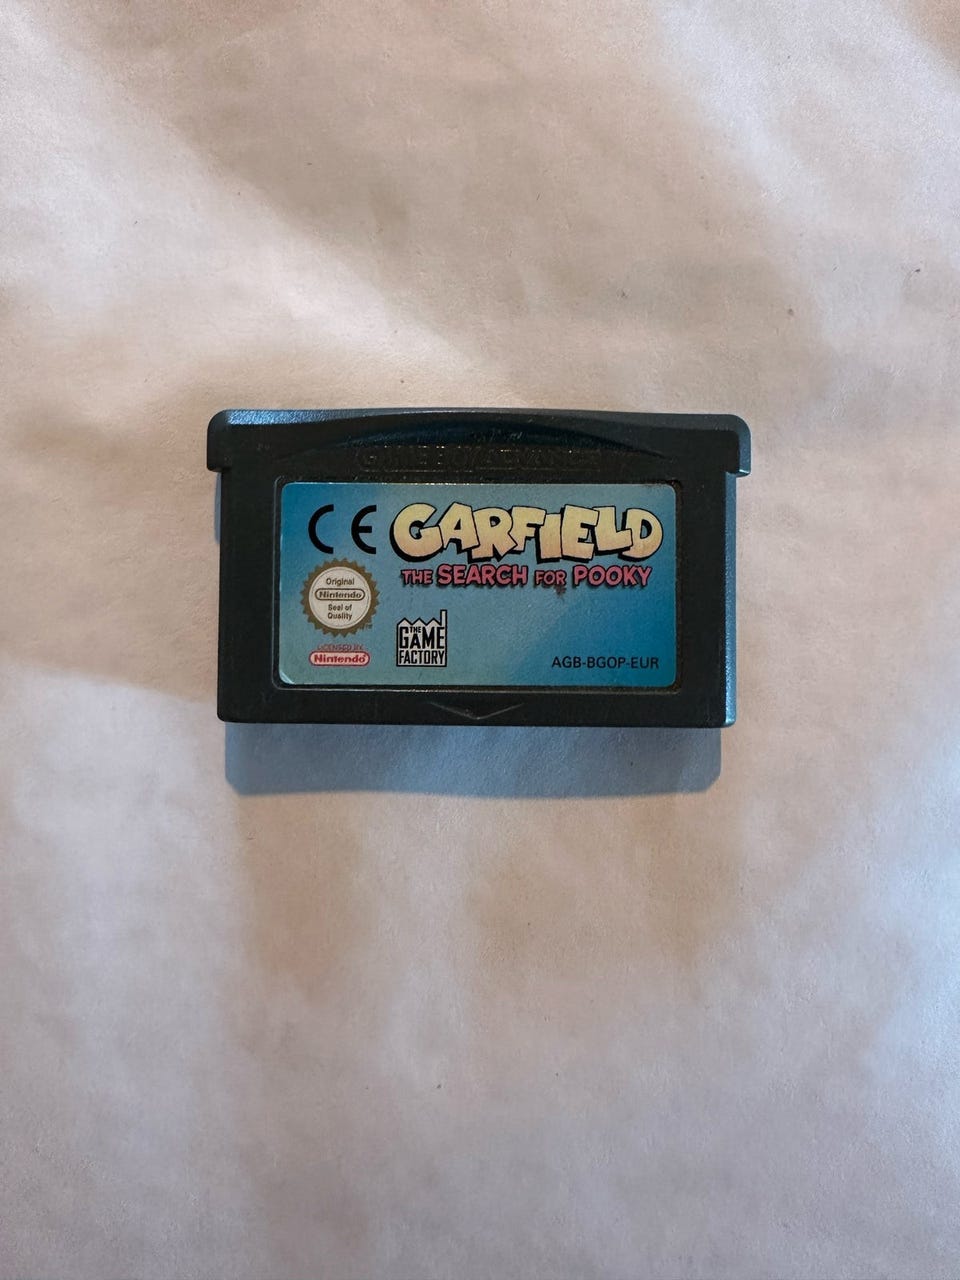 GAME BOY ADVANCE
CE
GARFIELD
THE SEARCH FOR POOKY
Original
Nintendo
Seal of
Quality
LICENSED BY
Nintendo
THE
GAME
FACTORY
AGB-BGOP-EUR